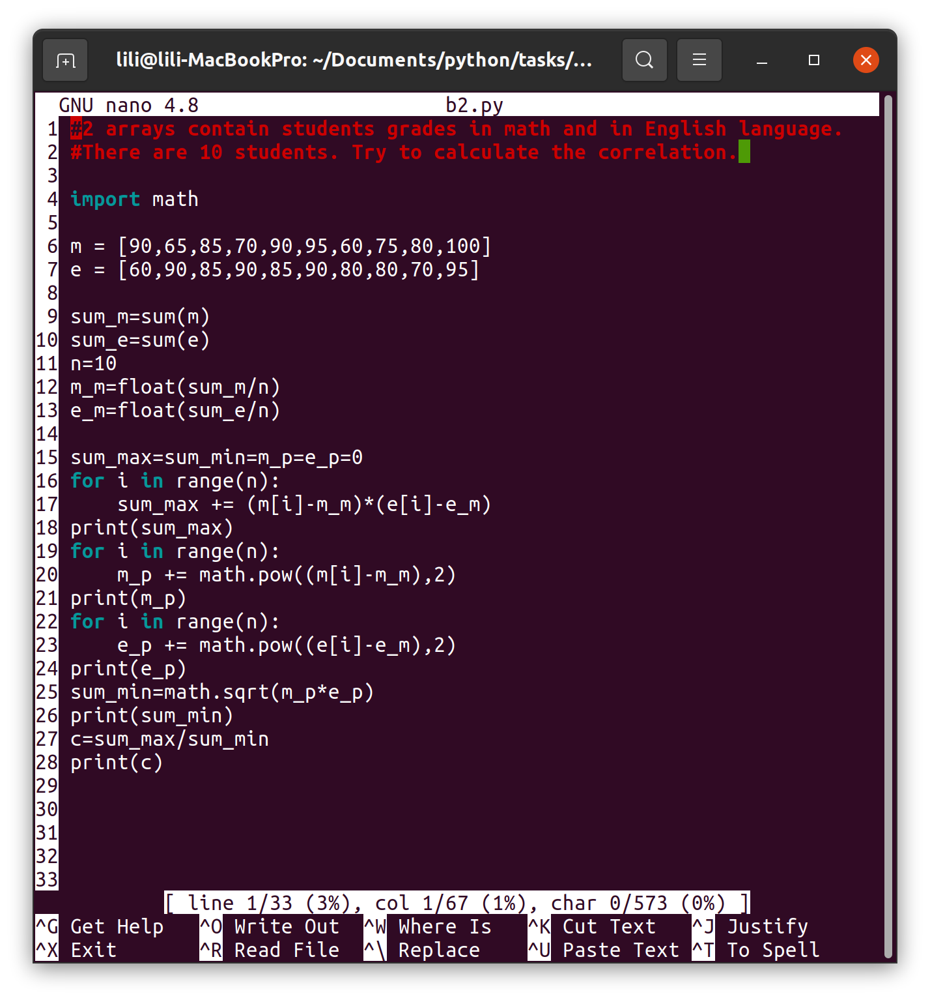 lili@lili-MacBookPro: ~/Documents/python/tasks/...
GNU nano 4.8 b2.py
1 #2 arrays contain students grades in math and in English language.
2 #There are 10 students. Try to calculate the correlation.
3
4 import math
5
6 m = [90,65,85,70,90,95,60,75,80,100]
7 e = [60,90,85,90,85,90,80,80,70,95]
8
9 sum_m=sum(m)
10 sum_e=sum(e)
11 n=10
12 m_m=float(sum_m/n)
13 e_m=float(sum_e/n)
14
15 sum_max=sum_min=m_p=e_p=0
16 for i in range(n):
17     sum_max += (m[i]-m_m)*(e[i]-e_m)
18 print(sum_max)
19 for i in range(n):
20     m_p += math.pow((m[i]-m_m),2)
21 print(m_p)
22 for i in range(n):
23     e_p += math.pow((e[i]-e_m),2)
24 print(e_p)
25 sum_min=math.sqrt(m_p*e_p)
26 print(sum_min)
27 c=sum_max/sum_min
28 print(c)
29
30
31
32
33
[ line 1/33 (3%), col 1/67 (1%), char 0/573 (0%) ]
^G Get Help ^O Write Out ^W Where Is ^K Cut Text ^J Justify
^X Exit ^R Read File ^\ Replace ^U Paste Text ^T To Spell